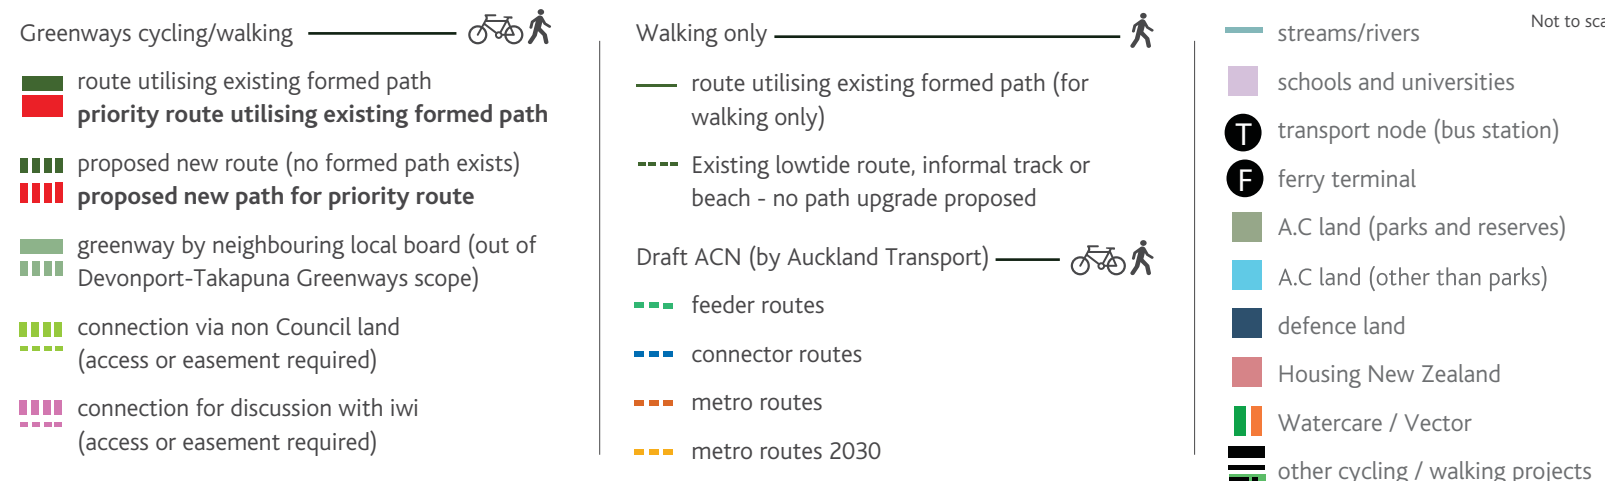 Greenways cycling/walking
route utilising existing formed path
priority route utilising existing formed path
proposed new route (no formed path exists)
proposed new path for priority route
greenway by neighbouring local board (out of
Devonport-Takapuna Greenways scope)
connection via non Council land
(access or easement required)
connection for discussion with iwi
(access or easement required)
Walking only
route utilising existing formed path (for
walking only)
Existing lowtide route, informal track or
beach - no path upgrade proposed
Draft ACN (by Auckland Transport)
feeder routes
connector routes
metro routes
metro routes 2030
Not to sca
streams/rivers
schools and universities
T
transport node (bus station)
F
ferry terminal
A.C land (parks and reserves)
A.C land (other than parks)
defence land
Housing New Zealand
Watercare / Vector
other cycling / walking projects